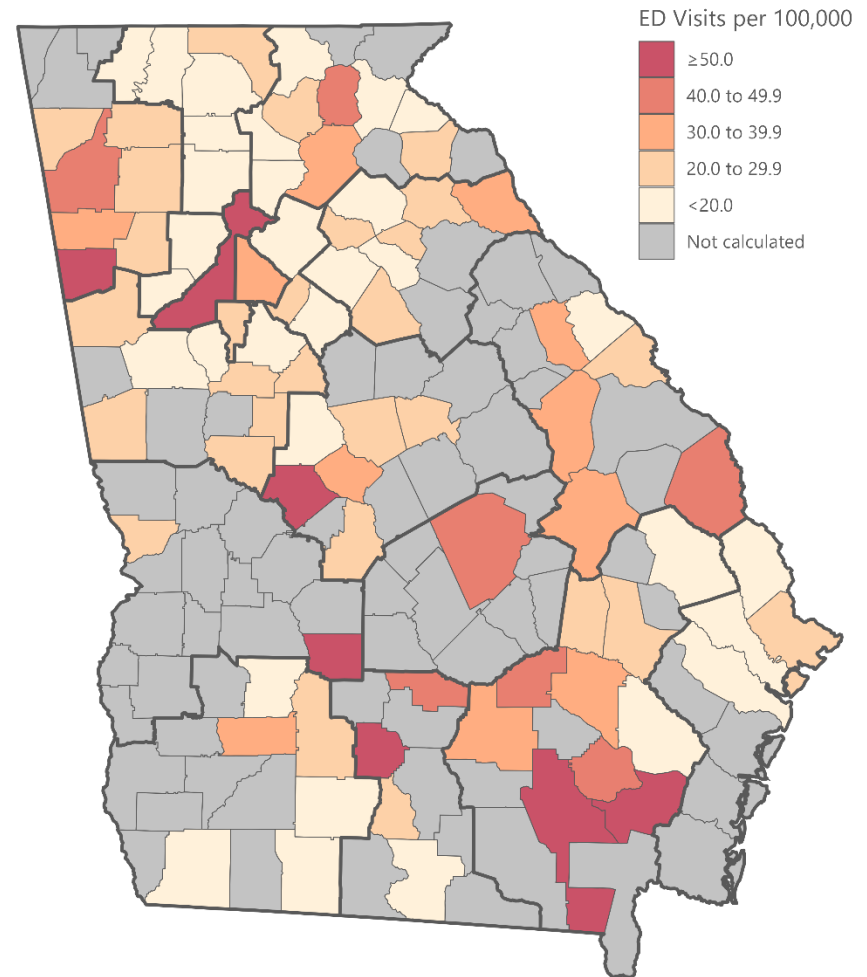 ED Visits per 100,000
≥50.0
40.0 to 49.9
30.0 to 39.9
20.0 to 29.9
<20.0
Not calculated